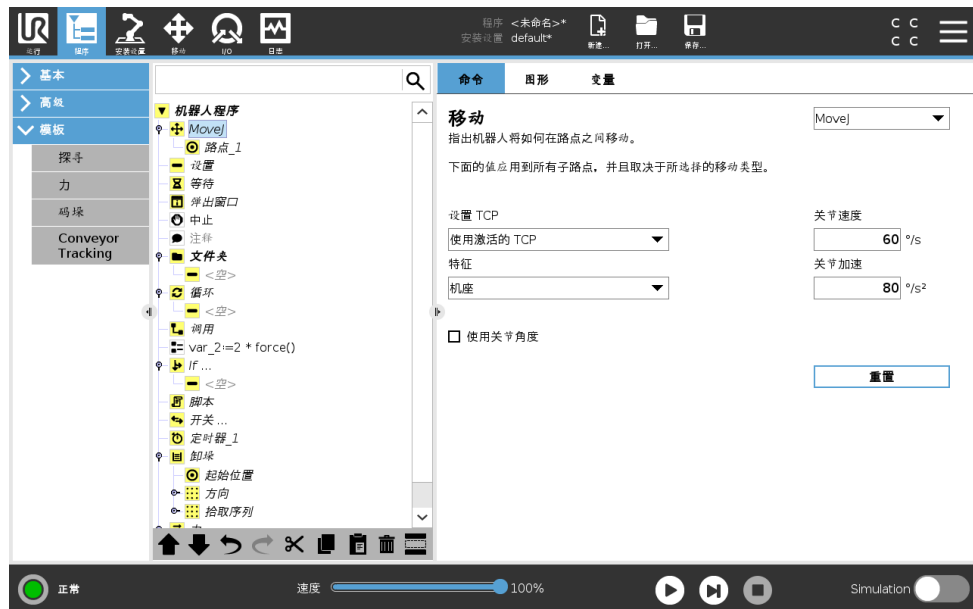 UR
程序 <未命名>*
安装设置 default*
运行 程序 安装设置 移动 I/O 日志 新建... 打开... 保存...
C C
C C
基本
高级
模板
探寻
力
码垛
Conveyor
Tracking
机器人程序
MoveJ
路点_1
设置
等待
弹出窗口
中止
注释
文件夹
<空>
循环
<空>
调用
var_2:=2 * force()
If ...
<空>
脚本
开关 ...
定时器_1
卸垛
起始位置
方向
拾取序列
命令 图形 变量
移动
MoveJ
指出机器人将如何在路点之间移动。
下面的值应用到所有子路点，并且取决于所选择的移动类型。
设置 TCP 关节速度
使用激活的 TCP 60 °/s
特征 关节加速
机座 80 °/s²
使用关节角度
重置
正常 速度 100% Simulation